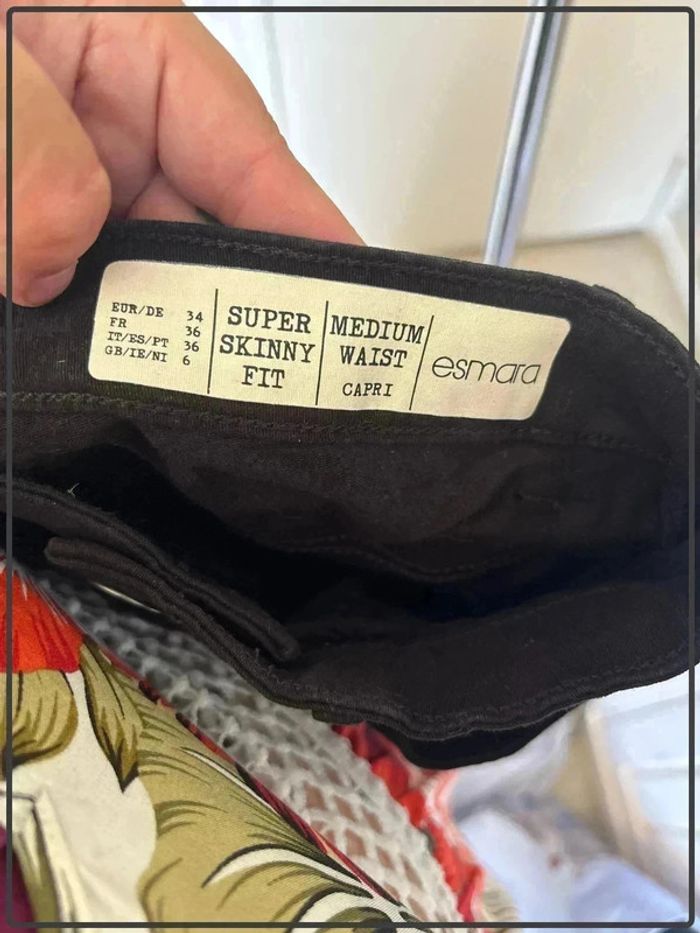 EUR/DE 34
FR 36
IT/ES/PT 36
GB/IE/NI 6
SUPER
SKINNY
FIT
MEDIUM
WAIST
CAPRI
esmara